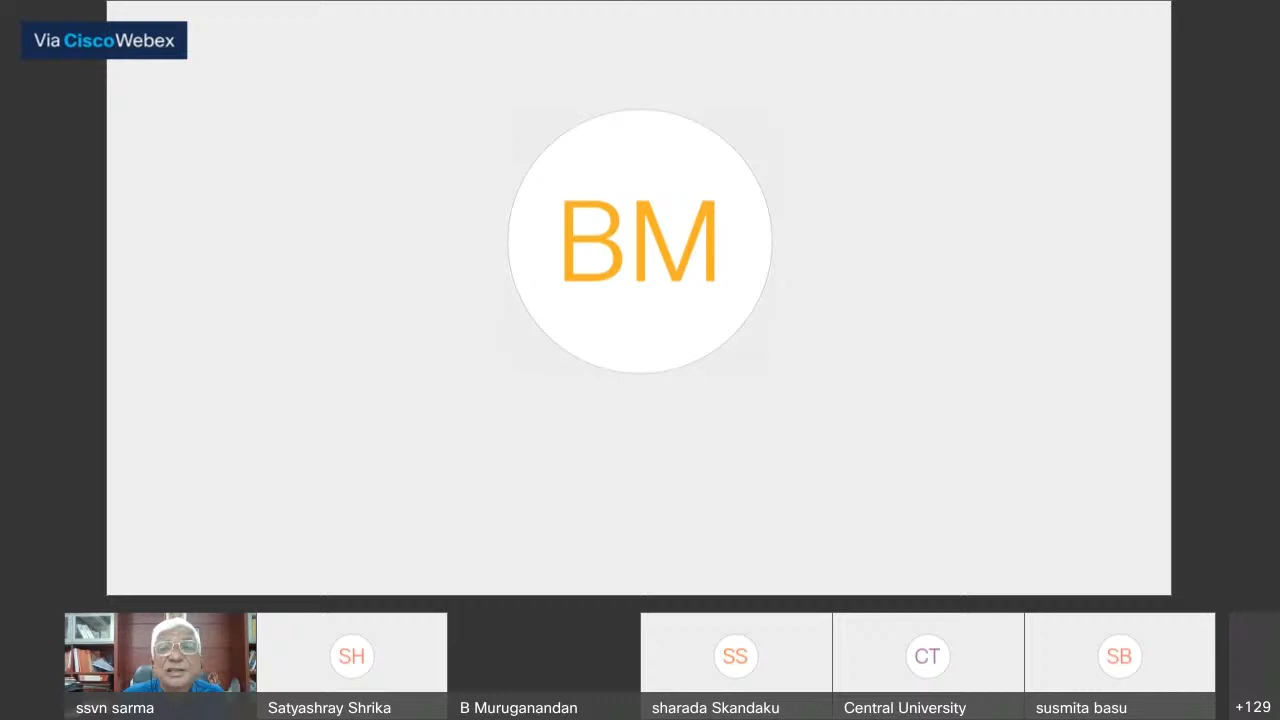 Via CiscoWebex
BM
SH
SS
CT
SB
ssvn sarma
Satyashray Shrika
B Muruganandan
sharada Skandaku
Central University
susmita basu
+129